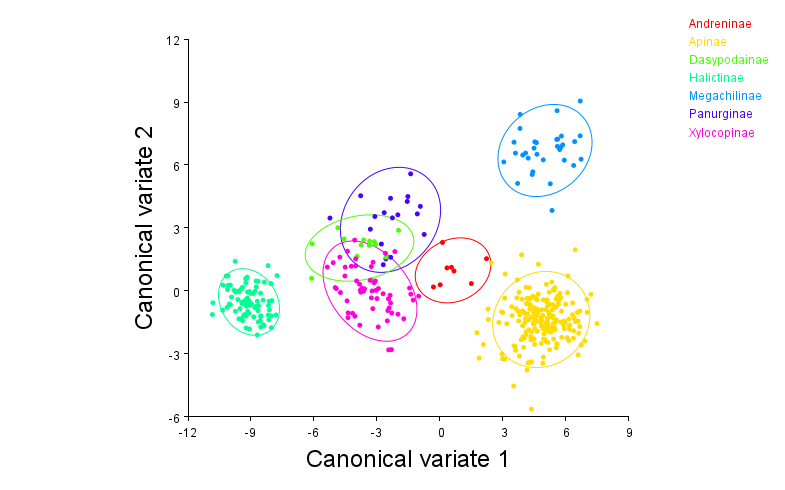 Andreninae
Apinae
Dasypodainae
Halictinae
Megachilinae
Panurginae
Xylocopinae
Canonical variate 2
12
9
6
3
0
-3
-6
-12
-9
-6
-3
0
3
6
9
Canonical variate 1